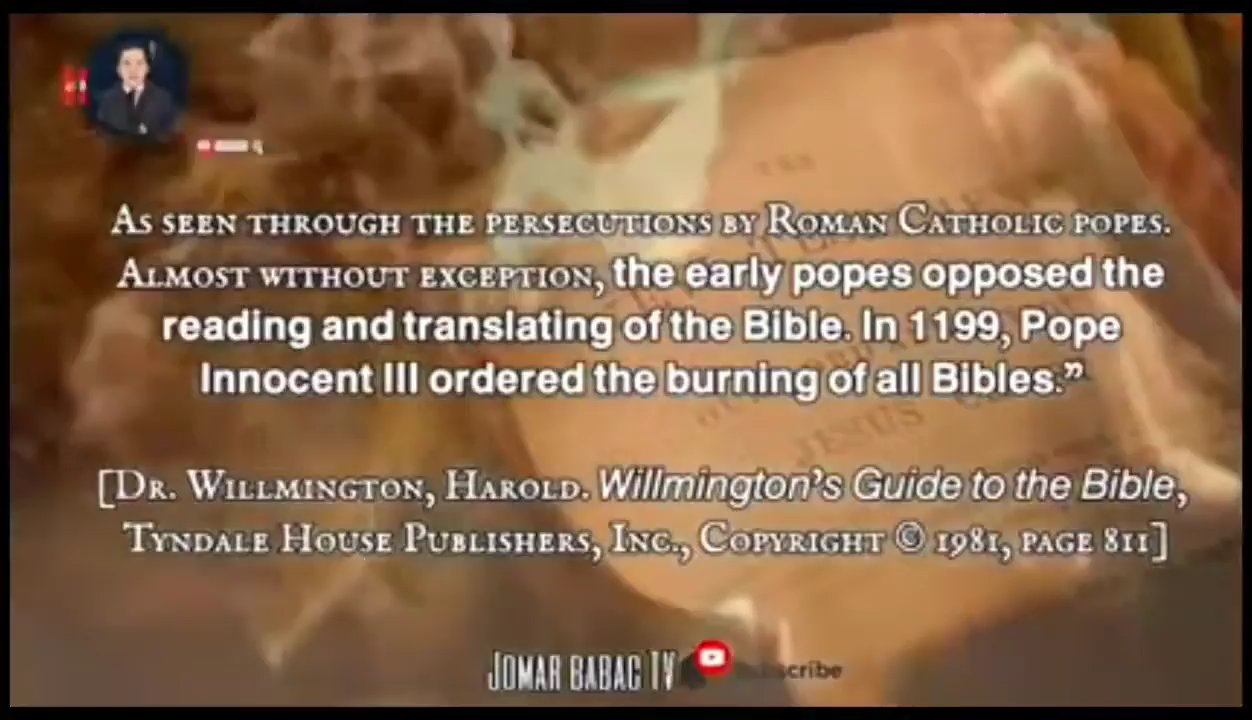 As seen through the persecutions by Roman Catholic popes.
Almost without exception, the early popes opposed the
reading and translating of the Bible. In 1199, Pope
Innocent III ordered the burning of all Bibles.”
[Dr. Willmington, Harold. Willmington’s Guide to the Bible,
Tyndale House Publishers, Inc., Copyright © 1981, page 811]
THE
JESUS
JOMAR BABAC TV